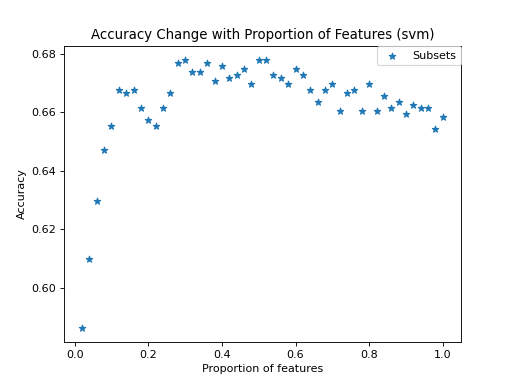 Accuracy Change with Proportion of Features (svm)
Subsets
0.68
0.66
0.64
0.62
0.60
Accuracy
0.0 0.2 0.4 0.6 0.8 1.0
Proportion of features